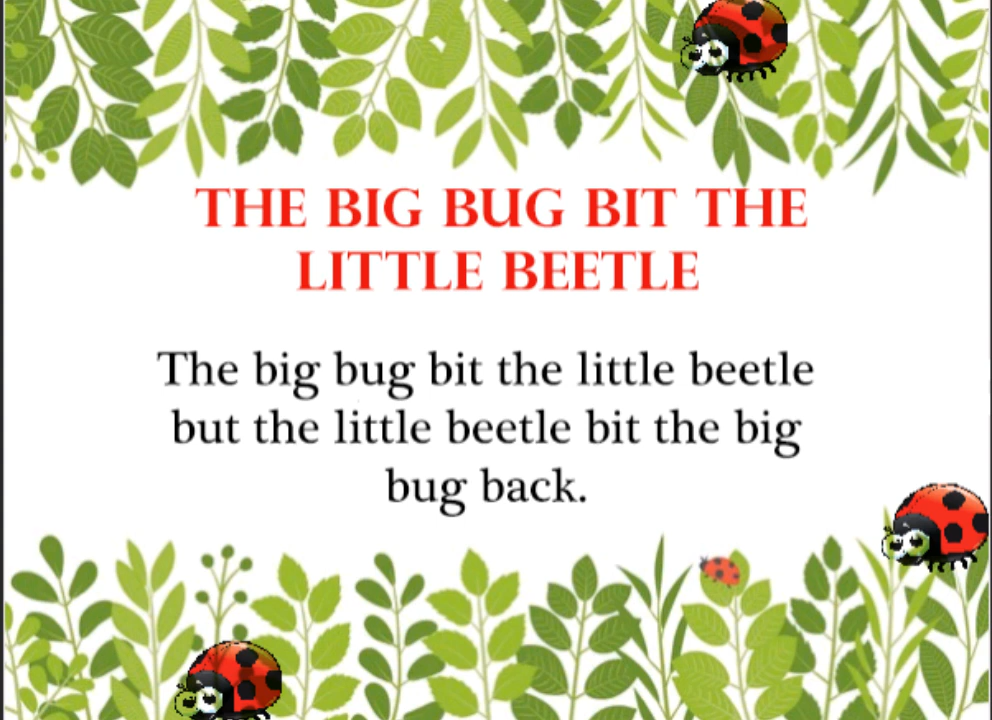 THE BIG BUG BIT THE
LITTLE BEETLE
The big bug bit the little beetle
but the little beetle bit the big
bug back.